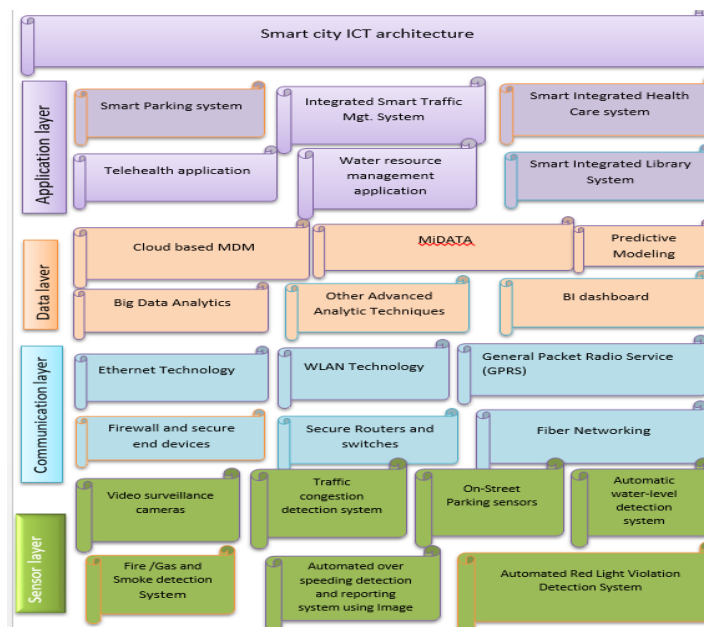 Smart city ICT architecture
Application layer
Smart Parking system
Integrated Smart Traffic
Mgt. System
Smart Integrated Health
Care system
Telehealth application
Water resource
management
application
Smart Integrated Library
System
Data layer
Cloud based MDM
MiDATA
Predictive
Modeling
Big Data Analytics
Other Advanced
Analytic Techniques
BI dashboard
Communication layer
Ethernet Technology
WLAN Technology
General Packet Radio Service
(GPRS)
Firewall and secure
end devices
Secure Routers and
switches
Fiber Networking
Sensor layer
Video surveillance
cameras
Traffic
congestion
detection system
On-Street
Parking sensors
Automatic
water-level
detection
system
Fire /Gas and
Smoke detection
System
Automated over
speeding detection
and reporting
system using Image
Automated Red Light Violation
Detection System